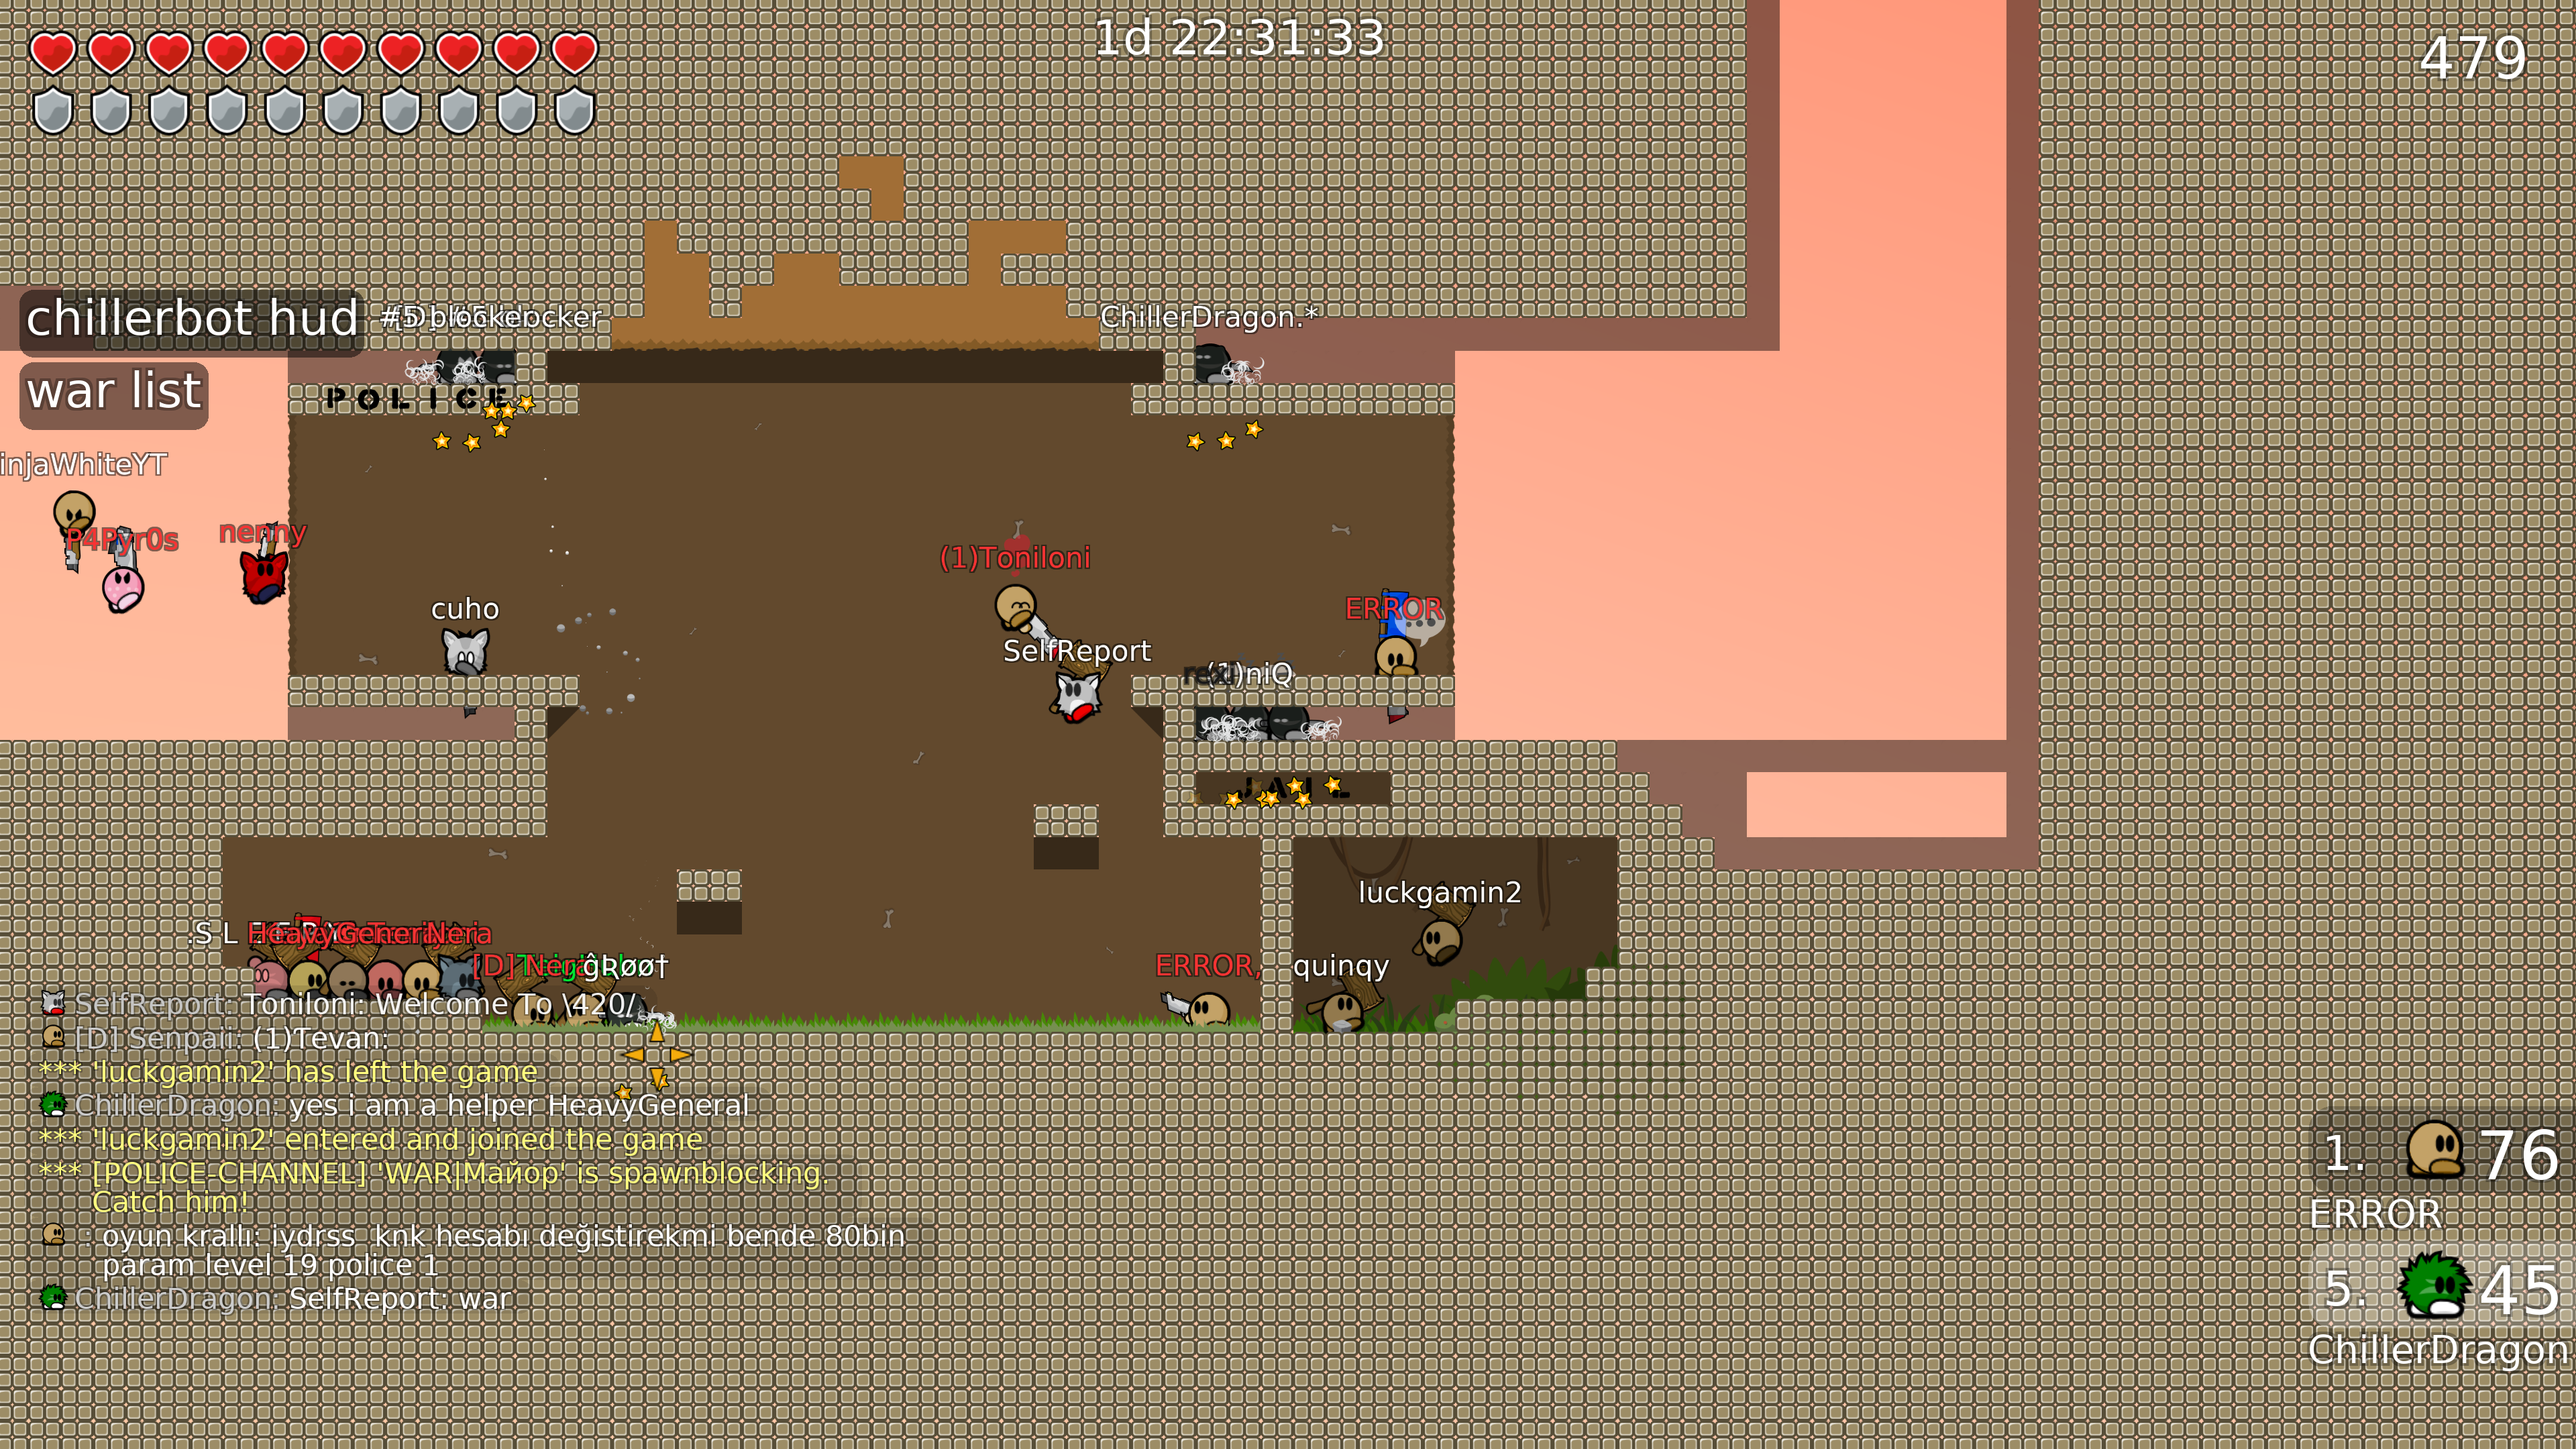 1d 22:31:33
479
chillerbot hud
ChillerDragon.*
war list
POLICE
injaWhiteYT
P4Pyr0s
nenny
(1)Toniloni
cuho
ERROR
SelfReport
(1)niQ
JAIL
luckgamin2
ERROR,
quinqy
SelfReport: Toniloni: Welcome To \420/
[D] Senpaii: (1)Tevan:
*** 'luckgamin2' has left the game
ChillerDragon: yes i am a helper HeavyGeneral
*** 'luckgamin2' entered and joined the game
*** [POLICE-CHANNEL] 'WAR|Майор' is spawnblocking.
Catch him!
: oyun krallı: iydrss knk hesabı değistirekmi bende 80bin
param level 19 police 1
ChillerDragon: SelfReport: war
1. 76
ERROR
5. 45
ChillerDragon